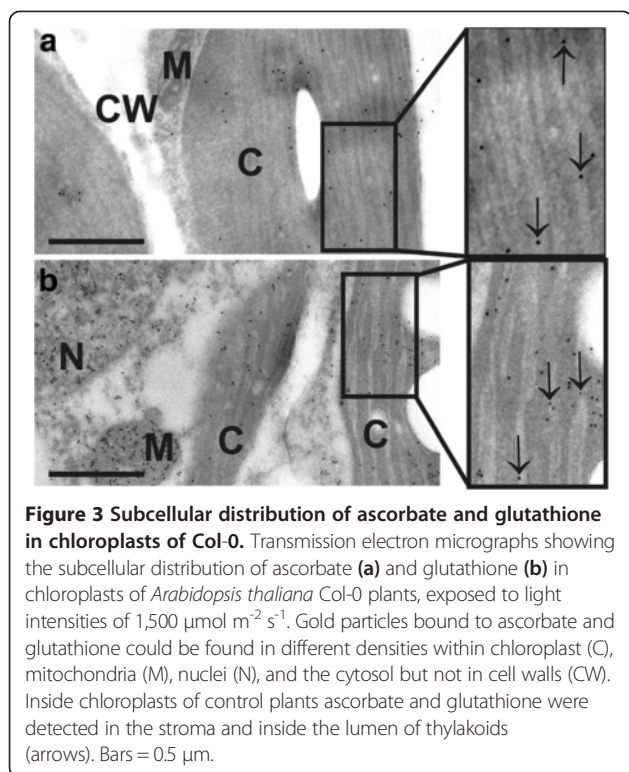 a
M
CW
C
b
N
M
C
C
Figure 3 Subcellular distribution of ascorbate and glutathione
in chloroplasts of Col-0. Transmission electron micrographs showing
the subcellular distribution of ascorbate (a) and glutathione (b) in
chloroplasts of Arabidopsis thaliana Col-0 plants, exposed to light
intensities of 1,500 μmol m⁻² s⁻¹. Gold particles bound to ascorbate and
glutathione could be found in different densities within chloroplast (C),
mitochondria (M), nuclei (N), and the cytosol but not in cell walls (CW).
Inside chloroplasts of control plants ascorbate and glutathione were
detected in the stroma and inside the lumen of thylakoids
(arrows). Bars = 0.5 μm.